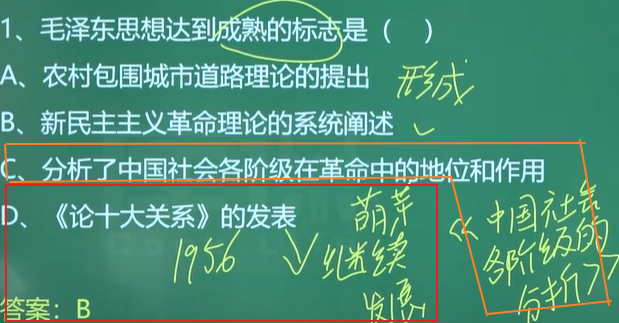 1、毛泽东思想达到成熟的标志是（ ）
A、农村包围城市道路理论的提出 形成
B、新民主主义革命理论的系统阐述 ✓
C、分析了中国社会各阶级在革命中的地位和作用
D、《论十大关系》的发表 萌芽
《中国社会
各阶级的
分析》
1956 继续
发展
答案：B